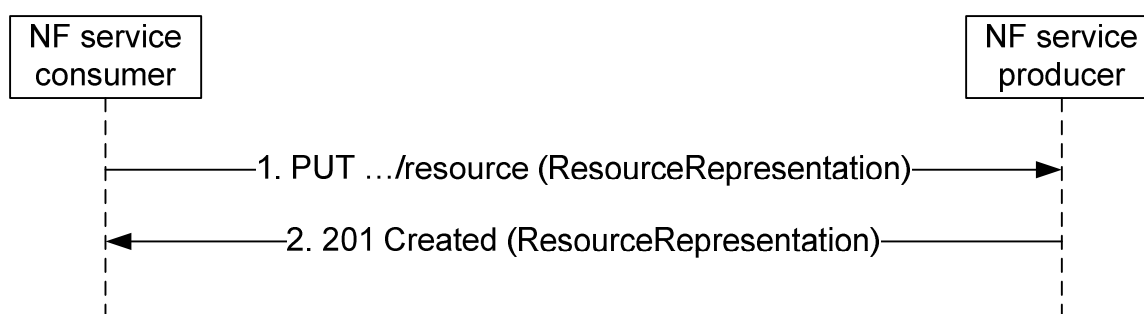 NF service
consumer
NF service
producer
1. PUT …/resource (ResourceRepresentation)
2. 201 Created (ResourceRepresentation)